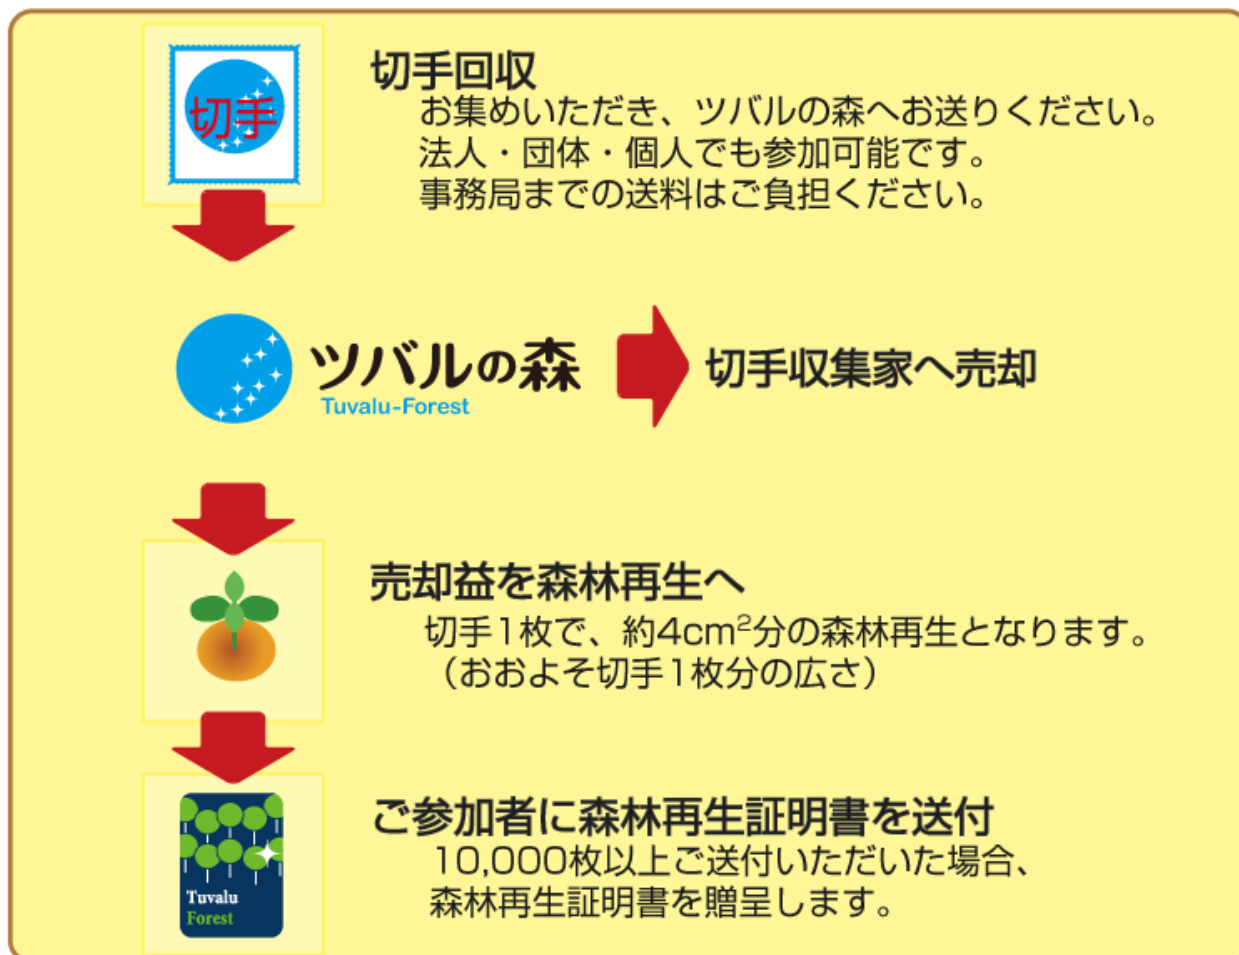 切手
切手回収
お集めいただき、ツバルの森へお送りください。
法人・団体・個人でも参加可能です。
事務局までの送料はご負担ください。
ツバルの森
Tuvalu-Forest
切手収集家へ売却
売却益を森林再生へ
切手1枚で、約4cm²分の森林再生となります。
（おおよそ切手1枚分の広さ）
Tuvalu
Forest
ご参加者に森林再生証明書を送付
10,000枚以上ご送付いただいた場合、
森林再生証明書を贈呈します。